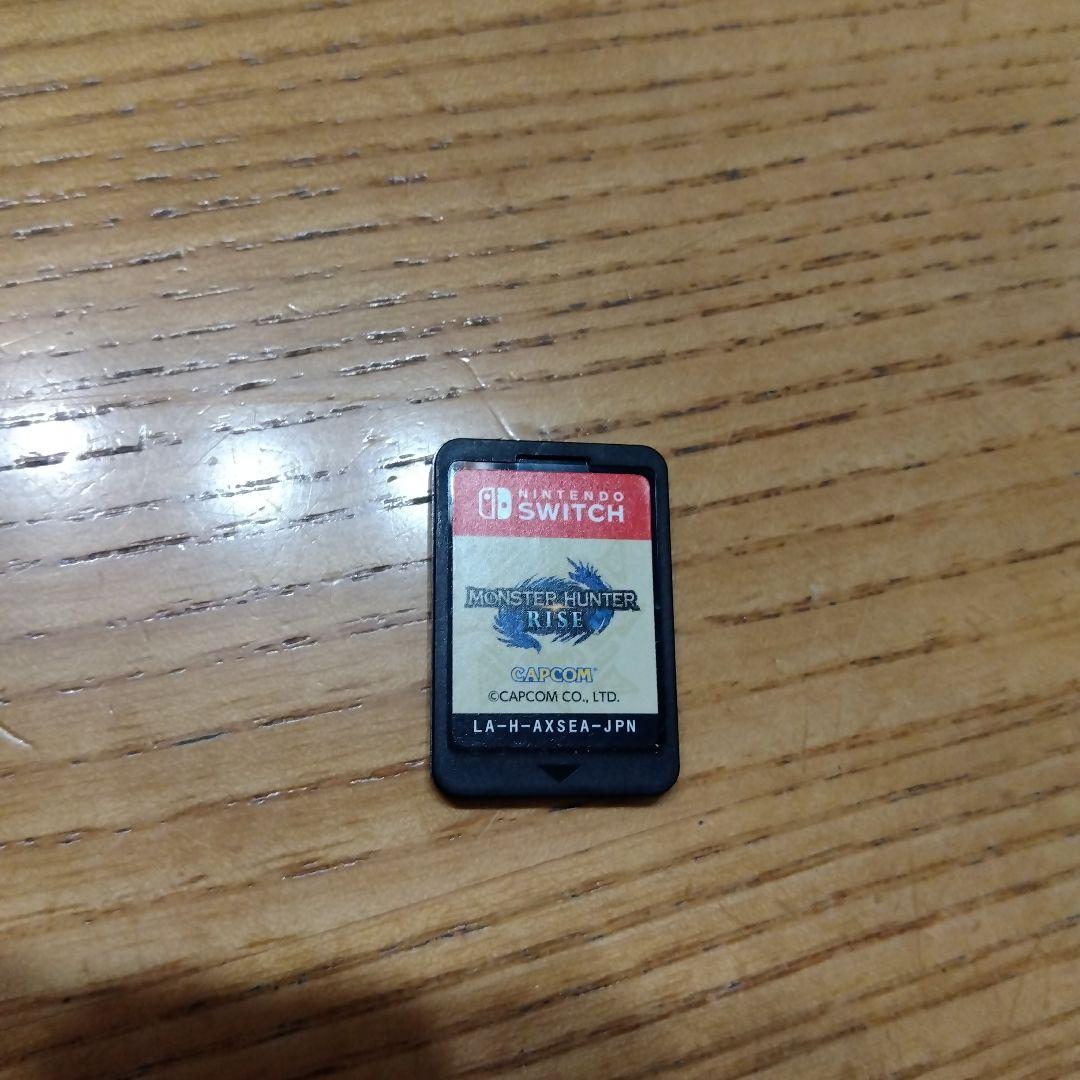 NINTENDO
SWITCH
MONSTER HUNTER
RISE
CAPCOM
©CAPCOM CO., LTD.
LA-H-AXSEA-JPN